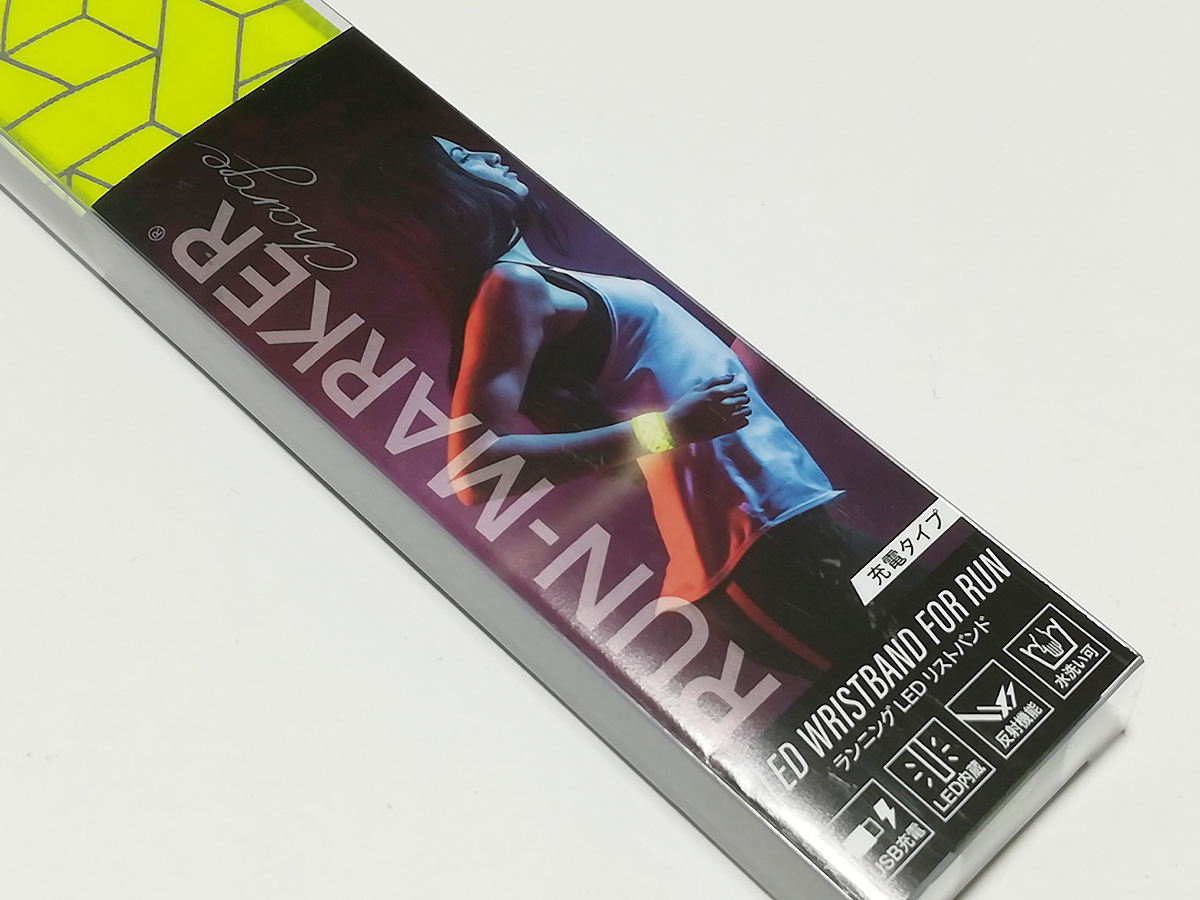 RUN-MARKER®
charge
充電タイプ
ED WRISTBAND FOR RUN
ランニング LED リストバンド
USB充電
LED内蔵
反射機能
水洗い可